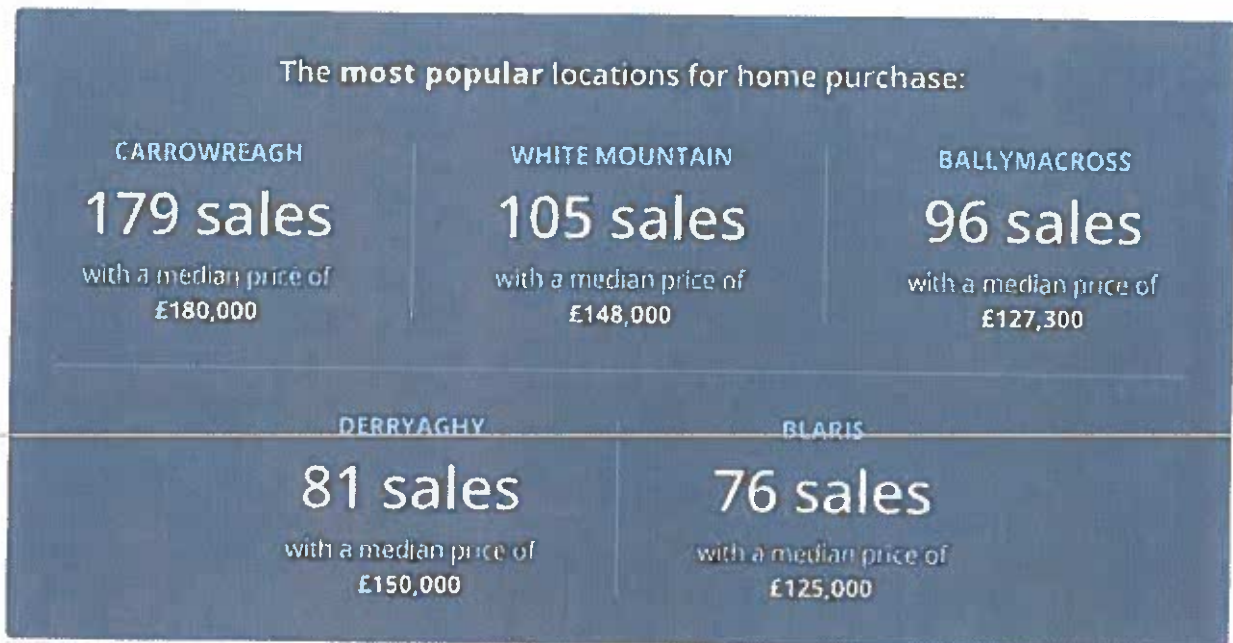 The most popular locations for home purchase:
CARROWREAGH
179 sales
with a median price of
£180,000
WHITE MOUNTAIN
105 sales
with a median price of
£148,000
BALLYMACROSS
96 sales
with a median price of
£127,300
DERRYAGHY
81 sales
with a median price of
£150,000
BLARIS
76 sales
with a median price of
£125,000